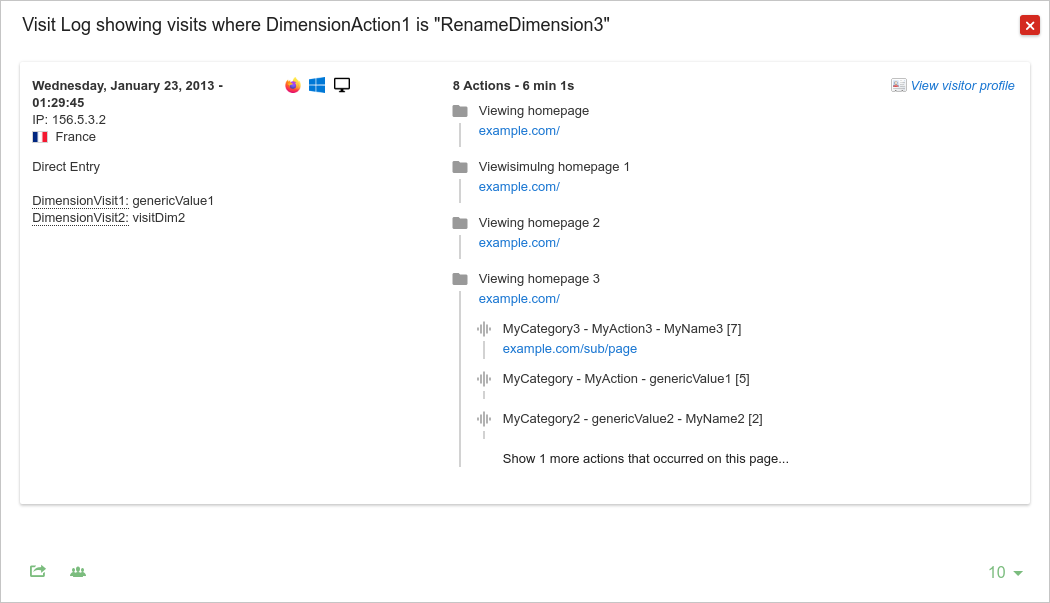 Visit Log showing visits where DimensionAction1 is "RenameDimension3"
Wednesday, January 23, 2013 -
01:29:45
IP: 156.5.3.2
France
Direct Entry
DimensionVisit1: genericValue1
DimensionVisit2: visitDim2
8 Actions - 6 min 1s
View visitor profile
Viewing homepage
example.com/
Viewisimulng homepage 1
example.com/
Viewing homepage 2
example.com/
Viewing homepage 3
example.com/
MyCategory3 - MyAction3 - MyName3 [7]
example.com/sub/page
MyCategory - MyAction - genericValue1 [5]
MyCategory2 - genericValue2 - MyName2 [2]
Show 1 more actions that occurred on this page...
10